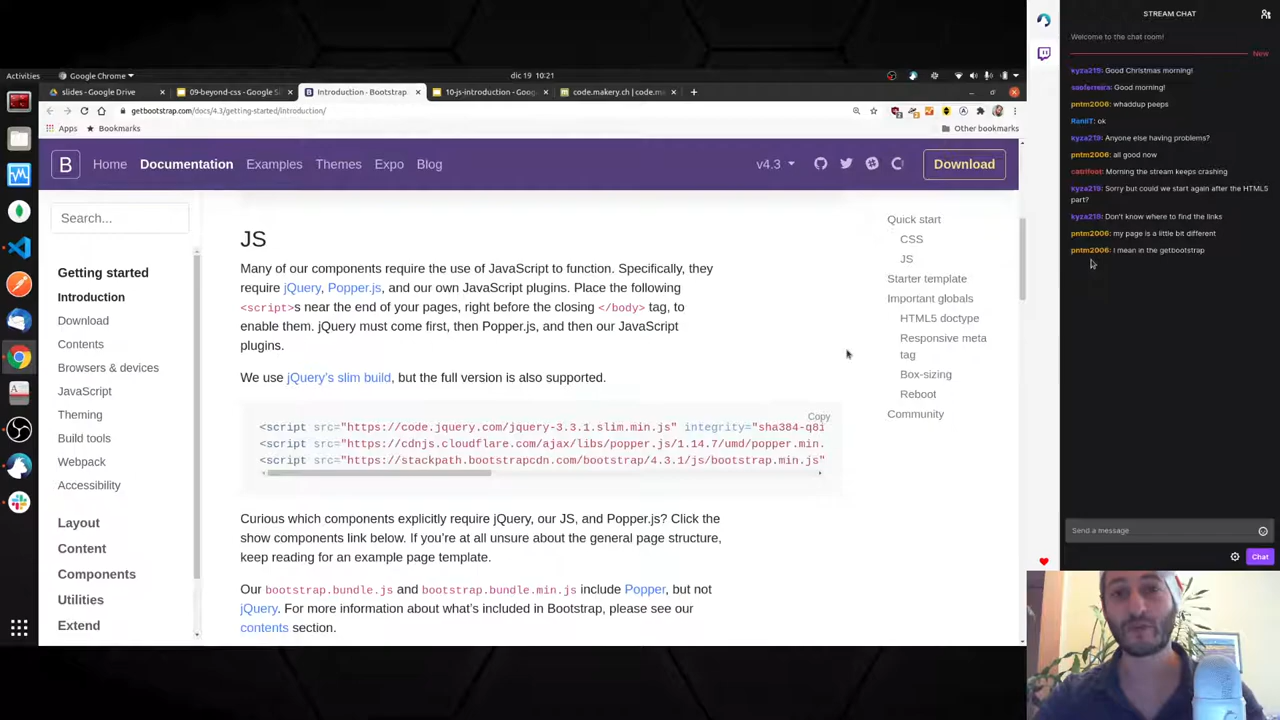 STREAM CHAT
Welcome to the chat room!
New
kyza219: Good Christmas morning!
Good morning!
pntm2006: whaddup peeps
RaniIT: ok
kyza219: Anyone else having problems?
pntm2006: all good now
Morning the stream keeps crashing
kyza219: Sorry but could we start again after the HTML5
part?
kyza219: Don't know where to find the links
pntm2006: my page is a little bit different
pntm2006: I mean in the getbootstrap
Send a message
Chat
Activities
Google Chrome
dic 19 10:21
slides - Google Drive
09-beyond-css - Google Sl
Introduction · Bootstrap
10-js-introduction - Google
code.makery.ch | code.ma
getbootstrap.com/docs/4.3/getting-started/introduction/
Apps
Bookmarks
Other bookmarks
B
Home
Documentation
Examples
Themes
Expo
Blog
v4.3
Download
Search...
Getting started
Introduction
Download
Contents
Browsers & devices
JavaScript
Theming
Build tools
Webpack
Accessibility
Layout
Content
Components
Utilities
Extend
JS
Many of our components require the use of JavaScript to function. Specifically, they
require jQuery, Popper.js, and our own JavaScript plugins. Place the following
<script>s near the end of your pages, right before the closing </body> tag, to
enable them. jQuery must come first, then Popper.js, and then our JavaScript
plugins.
We use jQuery's slim build, but the full version is also supported.
Copy
<script src="https://code.jquery.com/jquery-3.3.1.slim.min.js" integrity="sha384-q8i
<script src="https://cdnjs.cloudflare.com/ajax/libs/popper.js/1.14.7/umd/popper.min.
<script src="https://stackpath.bootstrapcdn.com/bootstrap/4.3.1/js/bootstrap.min.js"
Curious which components explicitly require jQuery, our JS, and Popper.js? Click the
show components link below. If you're at all unsure about the general page structure,
keep reading for an example page template.
Our bootstrap.bundle.js and bootstrap.bundle.min.js include Popper, but not
jQuery. For more information about what's included in Bootstrap, please see our
contents section.
Quick start
CSS
JS
Starter template
Important globals
HTML5 doctype
Responsive meta
tag
Box-sizing
Reboot
Community